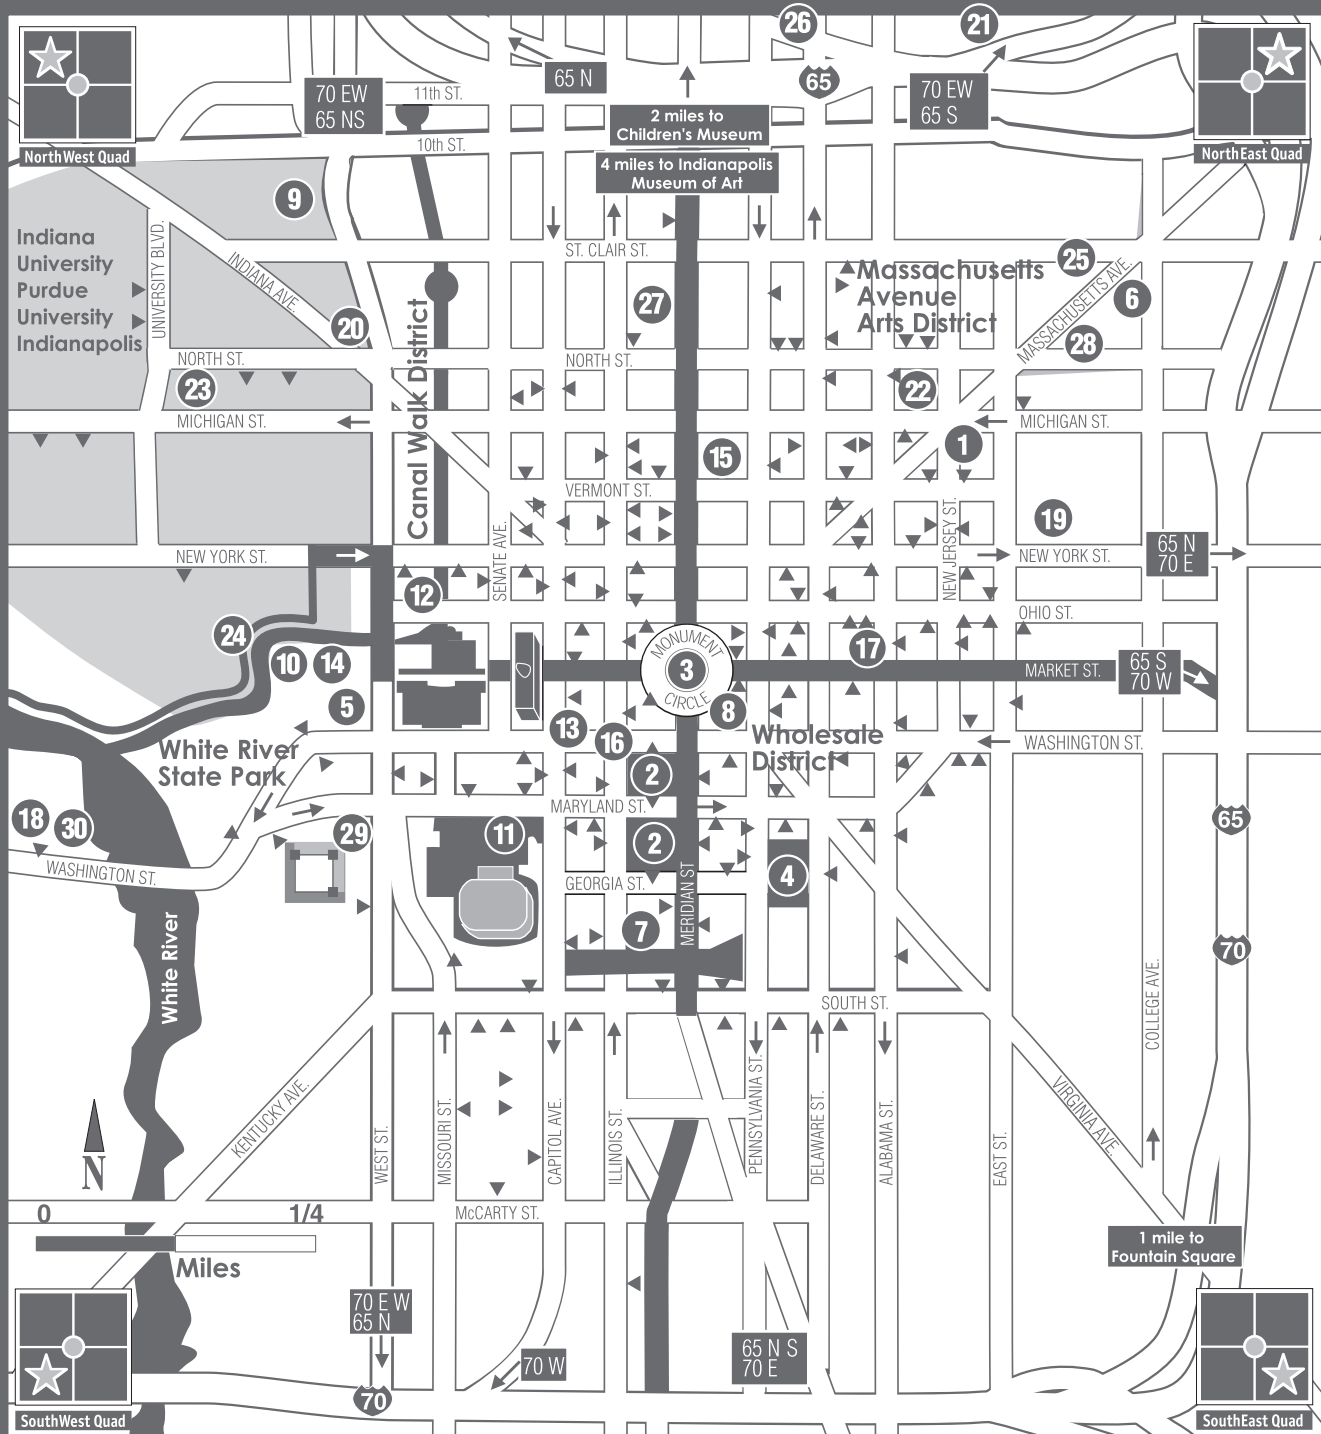 26
21
65 N
65
70 EW
65 NS
70 EW
65 S
11th ST.
2 miles to
Children's Museum
10th ST.
NorthWest Quad
NorthEast Quad
4 miles to Indianapolis
Museum of Art
9
Indiana
University
Purdue
University
Indianapolis
UNIVERSITY BLVD.
INDIANA AVE.
ST. CLAIR ST.
25
Massachusetts
Avenue
Arts District
MASSACHUSETTS AVE.
6
27
20
28
Canal Walk District
NORTH ST.
NORTH ST.
23
22
MICHIGAN ST.
MICHIGAN ST.
1
15
VERMONT ST.
19
SENATE AVE.
NEW JERSEY ST.
NEW YORK ST.
NEW YORK ST.
65 N
70 E
12
OHIO ST.
24
10
14
17
MONUMENT
3
CIRCLE
MARKET ST.
65 S
70 W
5
8
13
16
Wholesale
District
WASHINGTON ST.
White River
State Park
2
MARYLAND ST.
18
30
29
11
2
65
WASHINGTON ST.
GEORGIA ST.
MERIDIAN ST
4
7
70
White River
SOUTH ST.
COLLEGE AVE.
KENTUCKY AVE.
WEST ST.
MISSOURI ST.
CAPITOL AVE.
ILLINOIS ST.
PENNSYLVANIA ST.
DELAWARE ST.
ALABAMA ST.
EAST ST.
VIRGINIA AVE.
N
0
1/4
Miles
McCARTY ST.
1 mile to
Fountain Square
70 E W
65 N
70 W
65 N S
70 E
70
SouthWest Quad
SouthEast Quad